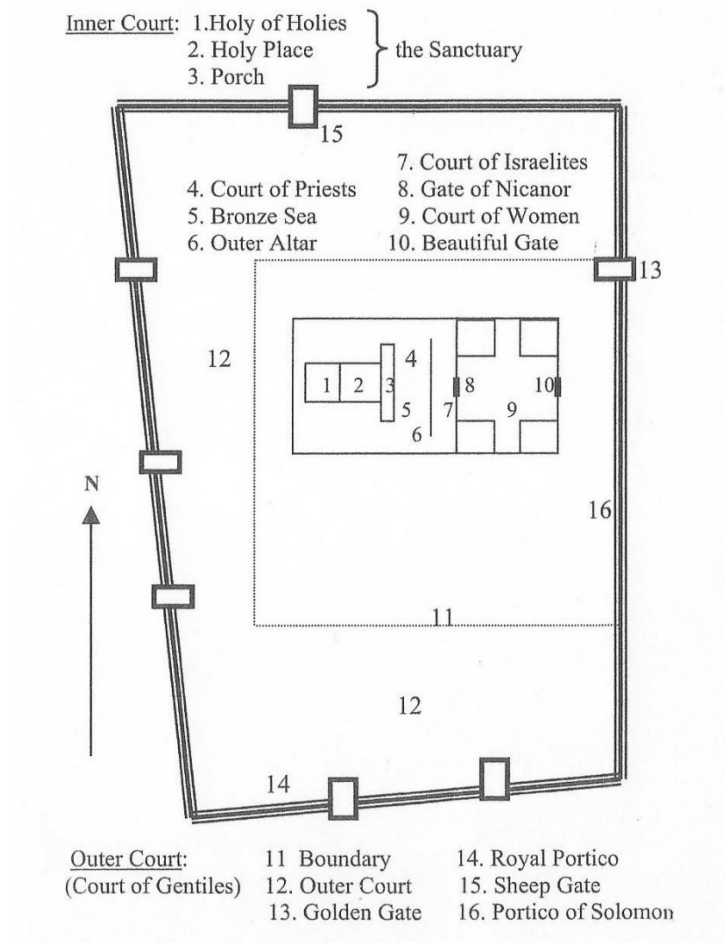 Inner Court: 1.Holy of Holies
2. Holy Place
3. Porch
the Sanctuary
15
7. Court of Israelites
4. Court of Priests
8. Gate of Nicanor
5. Bronze Sea
9. Court of Women
6. Outer Altar
10. Beautiful Gate
13
12
4
1 2 3
8
10
5
7
9
6
N
16
11
12
14
Outer Court:
11 Boundary
14. Royal Portico
(Court of Gentiles)
12. Outer Court
15. Sheep Gate
13. Golden Gate
16. Portico of Solomon